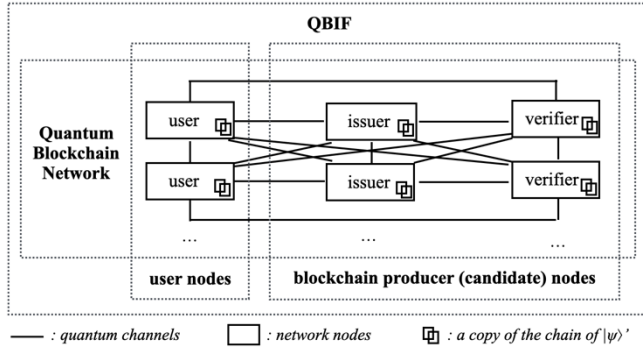 QBIF
user
issuer
verifier
Quantum
Blockchain
Network
user
issuer
verifier
...
...
...
user nodes
blockchain producer (candidate) nodes
: quantum channels
: network nodes
: a copy of the chain of |ψ⟩'